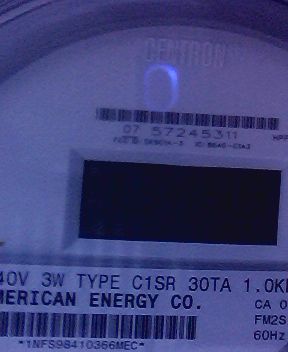 CENTRON
07 57245311
40V 3W TYPE C1SR 30TA 1.0K
MERICAN ENERGY CO.
CA 0
FM2S
60Hz
*1NFS98410366MEC*